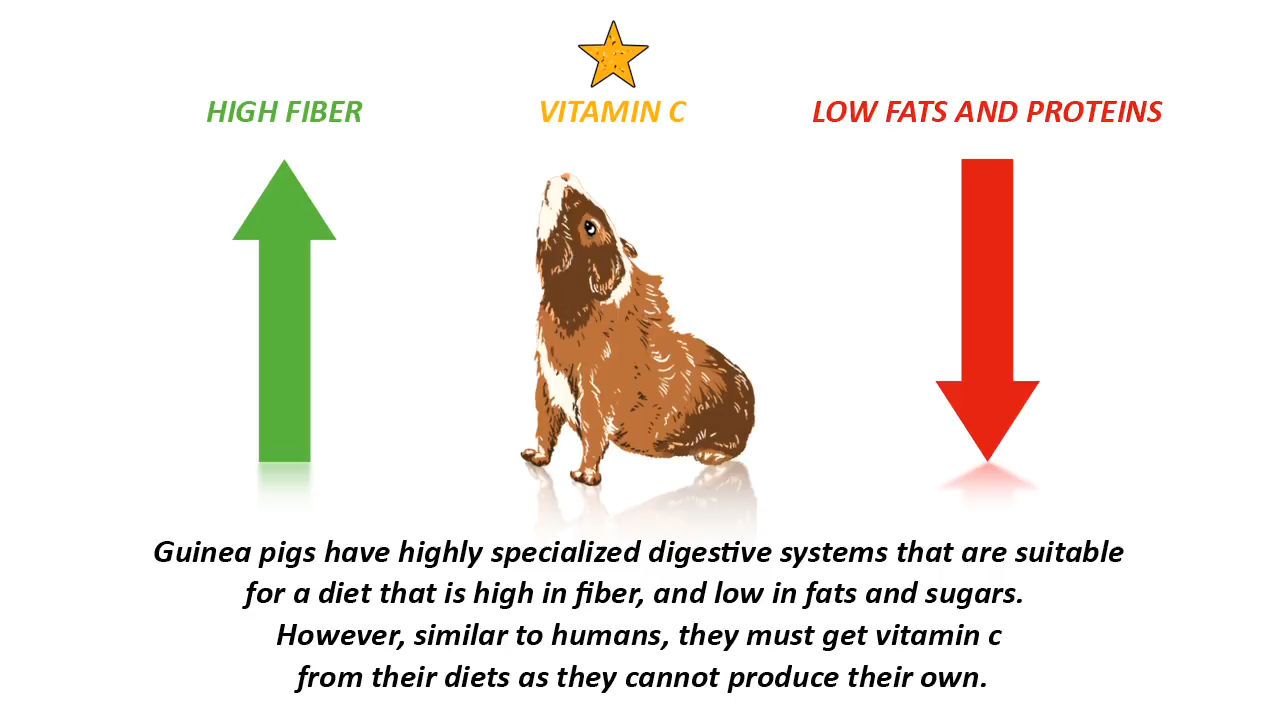 HIGH FIBER
VITAMIN C
LOW FATS AND PROTEINS
Guinea pigs have highly specialized digestive systems that are suitable
for a diet that is high in fiber, and low in fats and sugars.
However, similar to humans, they must get vitamin c
from their diets as they cannot produce their own.